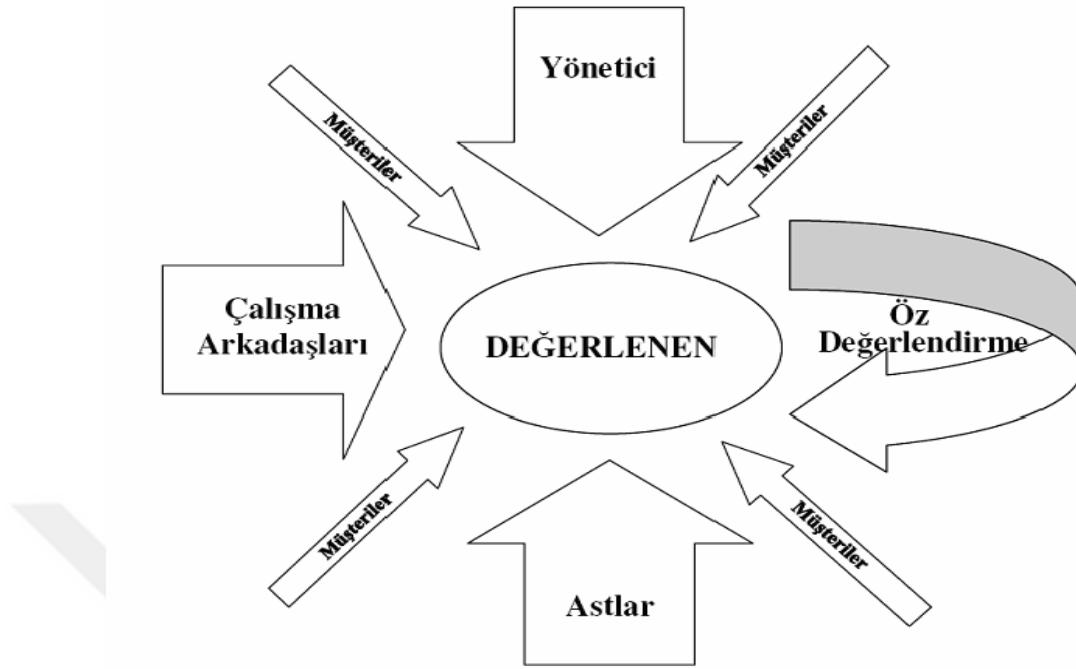 Yönetici
Müşteriler
Müşteriler
Çalışma
Arkadaşları
DEĞERLENEN
Öz
Değerlendirme
Müşteriler
Müşteriler
Astlar